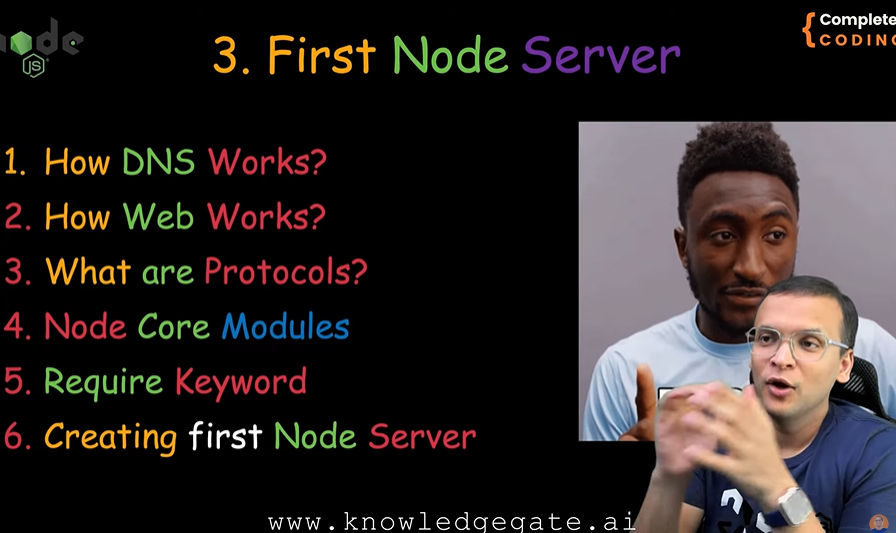 node
JS
3. First Node Server
{ Complete
CODING
1. How DNS Works?
2. How Web Works?
3. What are Protocols?
4. Node Core Modules
5. Require Keyword
6. Creating first Node Server
www.knowledgegate.ai